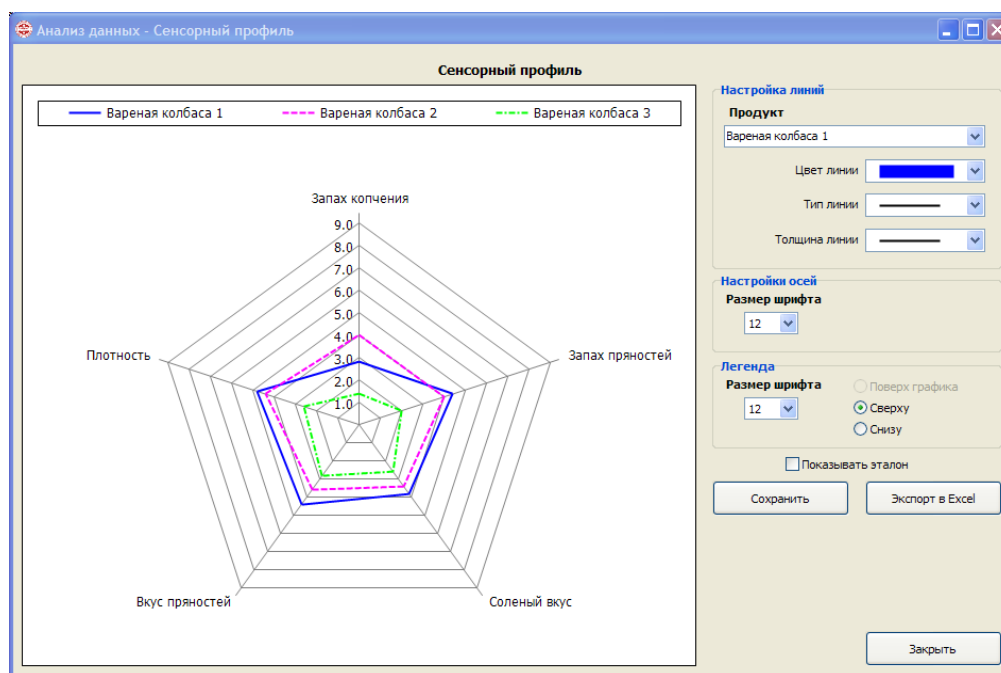 Анализ данных - Сенсорный профиль
Сенсорный профиль
Вареная колбаса 1 Вареная колбаса 2 Вареная колбаса 3
Запах копчения
9.0
8.0
7.0
6.0
5.0
4.0
3.0
2.0
1.0
Плотность
Запах пряностей
Вкус пряностей
Соленый вкус
Настройка линий
Продукт
Вареная колбаса 1
Цвет линии
Тип линии
Толщина линии
Настройки осей
Размер шрифта
12
Легенда
Размер шрифта
12
Поверх графика
Сверху
Снизу
Показывать эталон
Сохранить
Экспорт в Excel
Закрыть